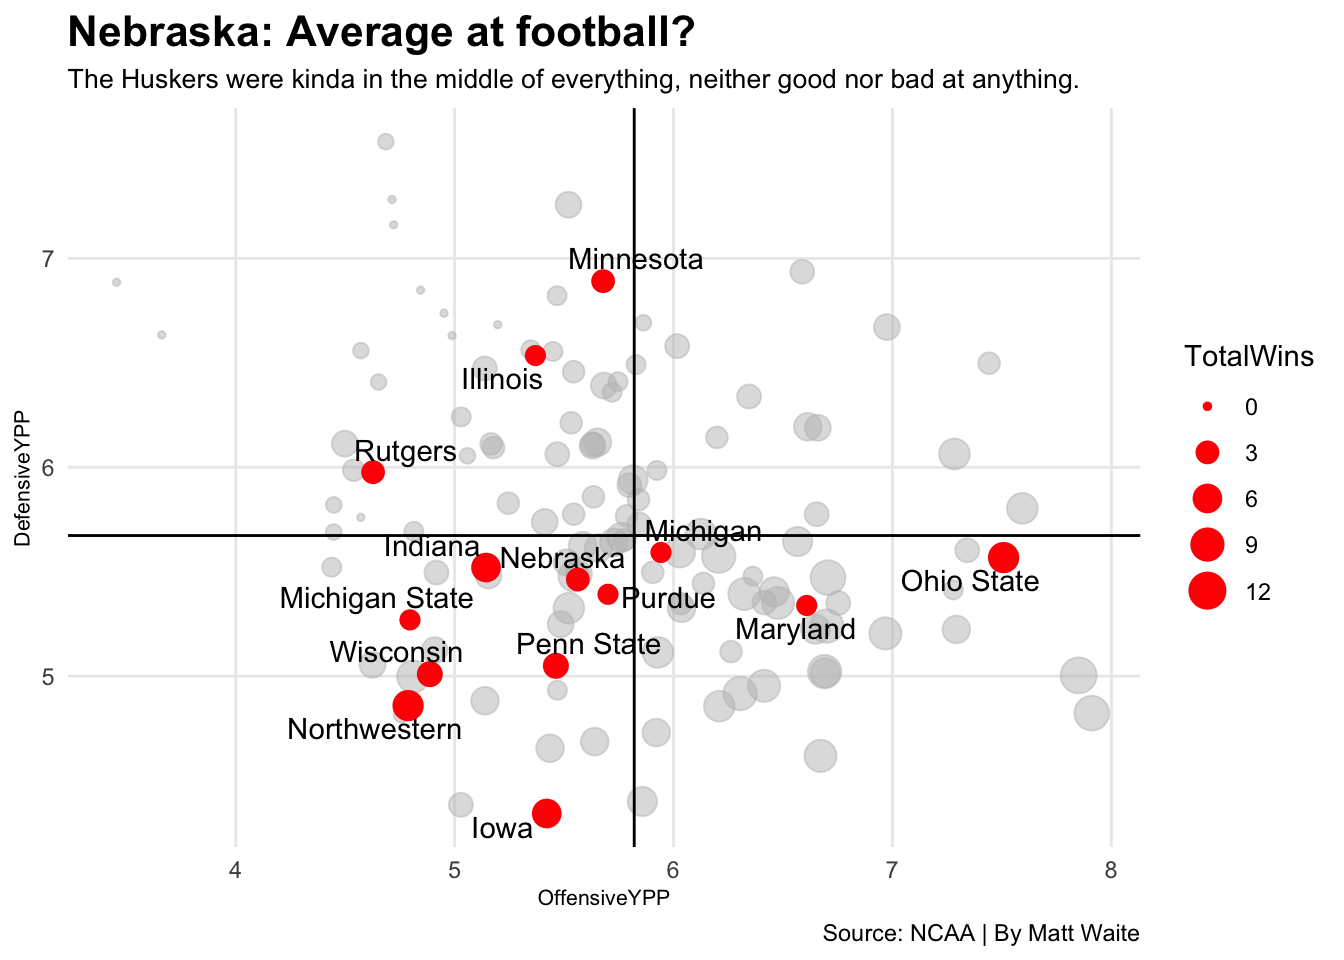 Nebraska: Average at football?
The Huskers were kinda in the middle of everything, neither good nor bad at anything.
Minnesota
7
Illinois
Rutgers
6
DefensiveYPP
Michigan
Indiana
Nebraska
Ohio State
Michigan State
Purdue
Maryland
Penn State
Wisconsin
5
Northwestern
Iowa
4
5
6
7
8
OffensiveYPP
TotalWins
0
3
6
9
12
Source: NCAA | By Matt Waite